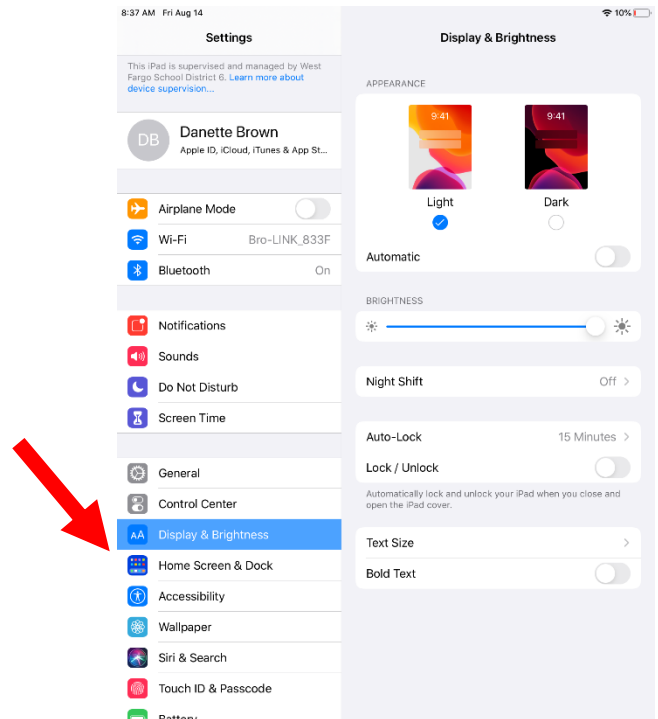 8:37 AM Fri Aug 14
10%
Settings
This iPad is supervised and managed by West
Fargo School District 6. Learn more about
device supervision...
DB
Danette Brown
Apple ID, iCloud, iTunes & App St...
Airplane Mode
Wi-Fi
Bro-LINK_833F
Bluetooth
On
Notifications
Sounds
Do Not Disturb
Screen Time
General
Control Center
AA Display & Brightness
Home Screen & Dock
Accessibility
Wallpaper
Siri & Search
Touch ID & Passcode
Battery
Display & Brightness
APPEARANCE
9:41
9:41
Light
Dark
Automatic
BRIGHTNESS
Night Shift
Off
Auto-Lock
15 Minutes
Lock / Unlock
Automatically lock and unlock your iPad when you close and
open the iPad cover.
Text Size
Bold Text